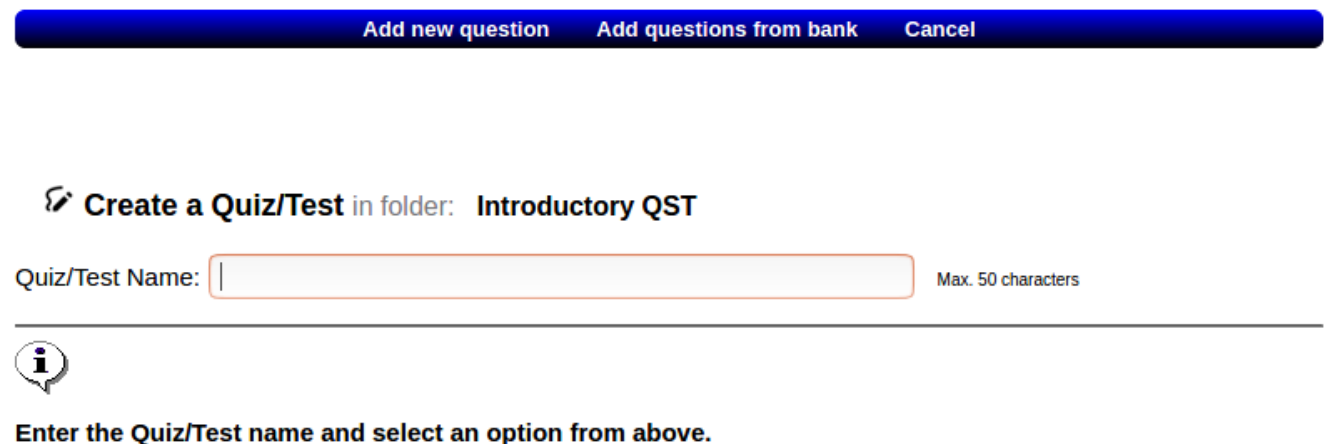 Add new question Add questions from bank Cancel
Create a Quiz/Test in folder: Introductory QST
Quiz/Test Name: Max. 50 characters
i
Enter the Quiz/Test name and select an option from above.